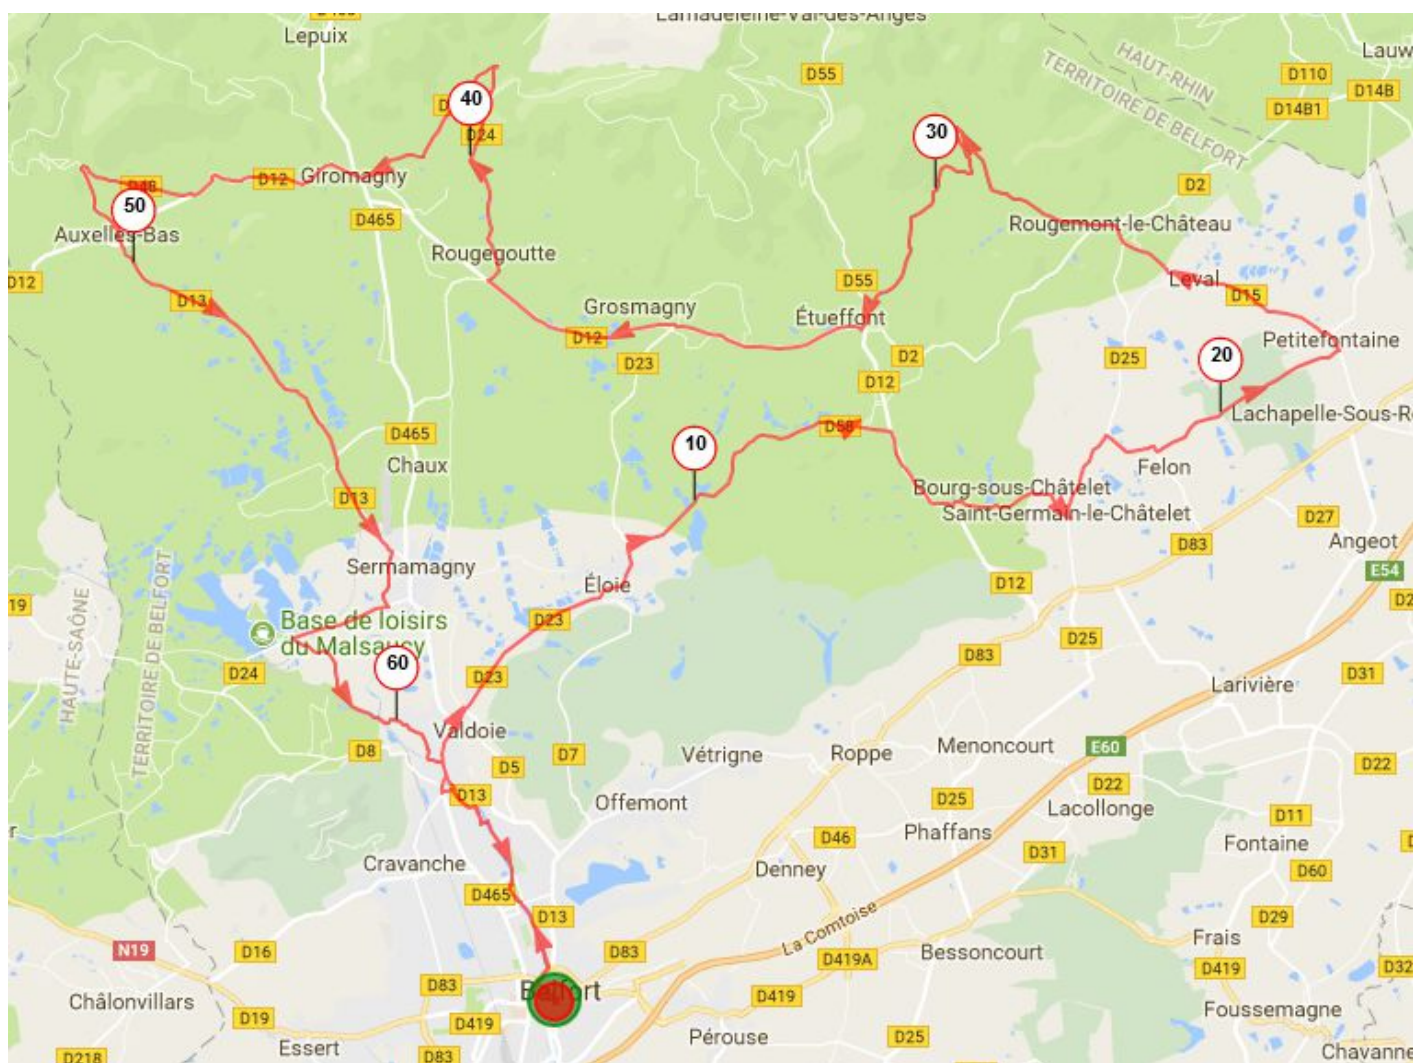 Lepuix
Lamadeleine-Val-des-Anges
HAUT-RHIN
TERRITOIRE DE BELFORT
Lauw
D55
D110
D14B
D14B1
40
D24
30
Giromagny
D12
D48
D2
50
D465
Auxelles-Bas
Rougemont-le-Château
Rougegoutte
D12
D55
Leval
D15
D13
Grosmagny
Étueffont
D12
Petitefontaine
D23
D2
D25
20
D12
Lachapelle-Sous-R
D465
10
D58
Chaux
Felon
D13
Bourg-sous-Châtelet
Saint-Germain-le-Châtelet
D27
D83
Angeot
Sermamagny
E54
Éloie
D12
19
HAUTE-SAÔNE
TERRITOIRE DE BELFORT
Base de loisirs
du Malsaucy
D23
D25
D83
60
D24
D23
D31
Larivière
Valdoie
D8
D5
D7
Vétrigne
Roppe
Menoncourt
E60
D22
D22
D13
Offemont
D25
Lacollonge
D11
Phaffans
D46
Fontaine
Cravanche
Denney
D31
D60
D465
D13
La Comtoise
D29
N19
D16
D83
Bessoncourt
Frais
D419A
D419
D32
D83
Belfort
Châlonvillars
D419
Foussemagne
D19
D419
Pérouse
D25
D218
Essert
D83
Chavanne